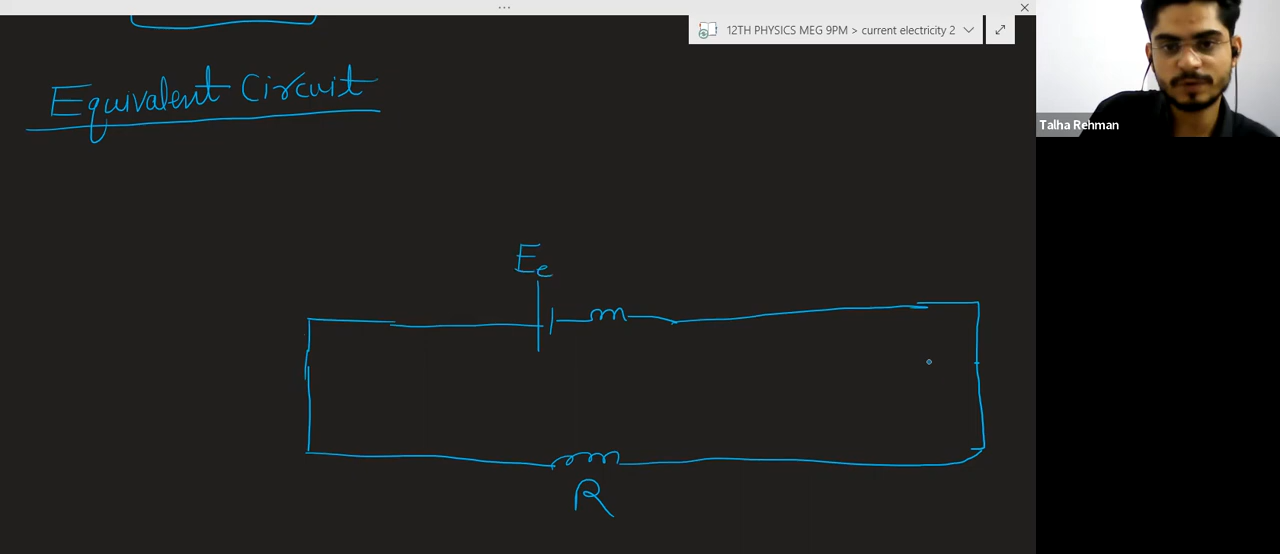 12TH PHYSICS MEG 9PM > current electricity 2
Talha Rehman
Equivalent Circuit
Ee
R